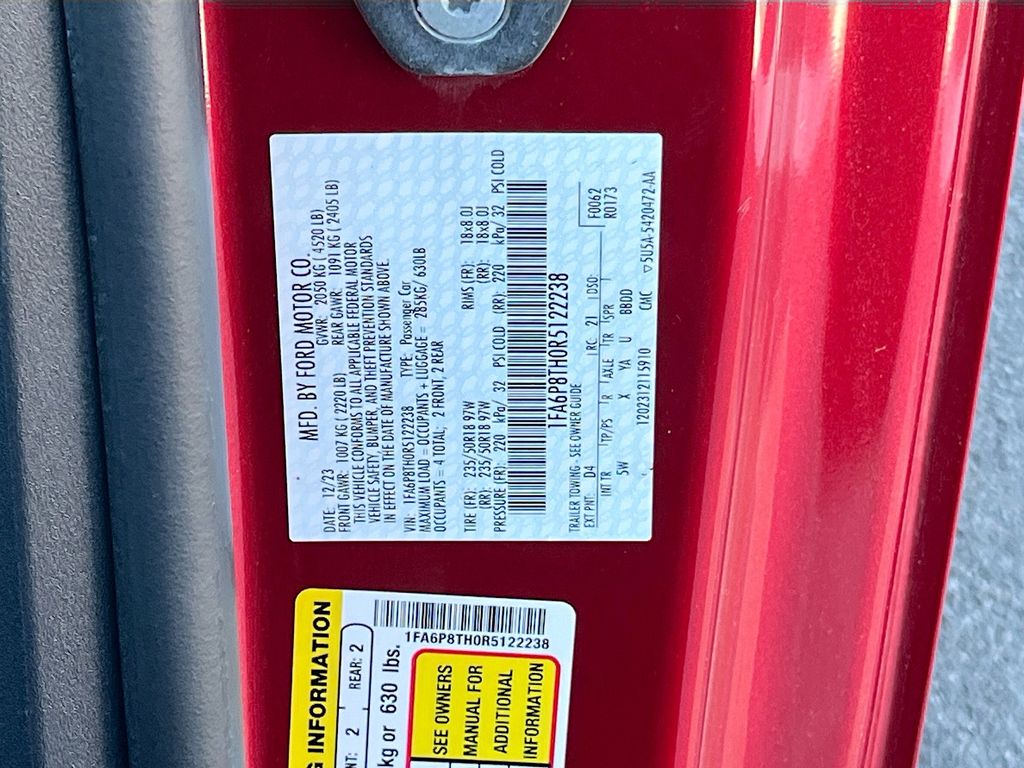 MFD. BY FORD MOTOR CO.
DATE: 12/23 GVWR: 2050 KG ( 4520 LB)
FRONT GAWR: 1007 KG ( 2220 LB) REAR GAWR: 1091 KG ( 2405 LB)
THIS VEHICLE CONFORMS TO ALL APPLICABLE FEDERAL MOTOR
VEHICLE SAFETY, BUMPER, AND THEFT PREVENTION STANDARDS
IN EFFECT ON THE DATE OF MANUFACTURE SHOWN ABOVE.
VIN: 1FA6P8TH0R5122238 TYPE: Passenger Car
MAXIMUM LOAD = OCCUPANTS + LUGGAGE = 285KG/ 630LB
OCCUPANTS = 4 TOTAL; 2 FRONT, 2 REAR
TIRE (FR): 235/50R18 97W RIMS (FR): 18x8.0J
(RR): 235/50R18 97W (RR): 18x8.0J
PRESSURE (FR): 220 kPa/ 32 PSI COLD (RR): 220 kPa/ 32 PSI COLD
1FA6P8TH0R5122238
TRAILER TOWING - SEE OWNER GUIDE
EXT PNT: D4 RC: 21 DSO: F0062
R0173
INT TR TP/PS R AXLE TR SPR
5W X YA U BBDD
120231211591​0 CMC ▽5U5A-5420472-AA
G INFORMATION
NT: 2 REAR: 2
kg or 630 lbs.
1FA6P8TH0R5122238
SEE OWNERS
MANUAL FOR
ADDITIONAL
INFORMATION